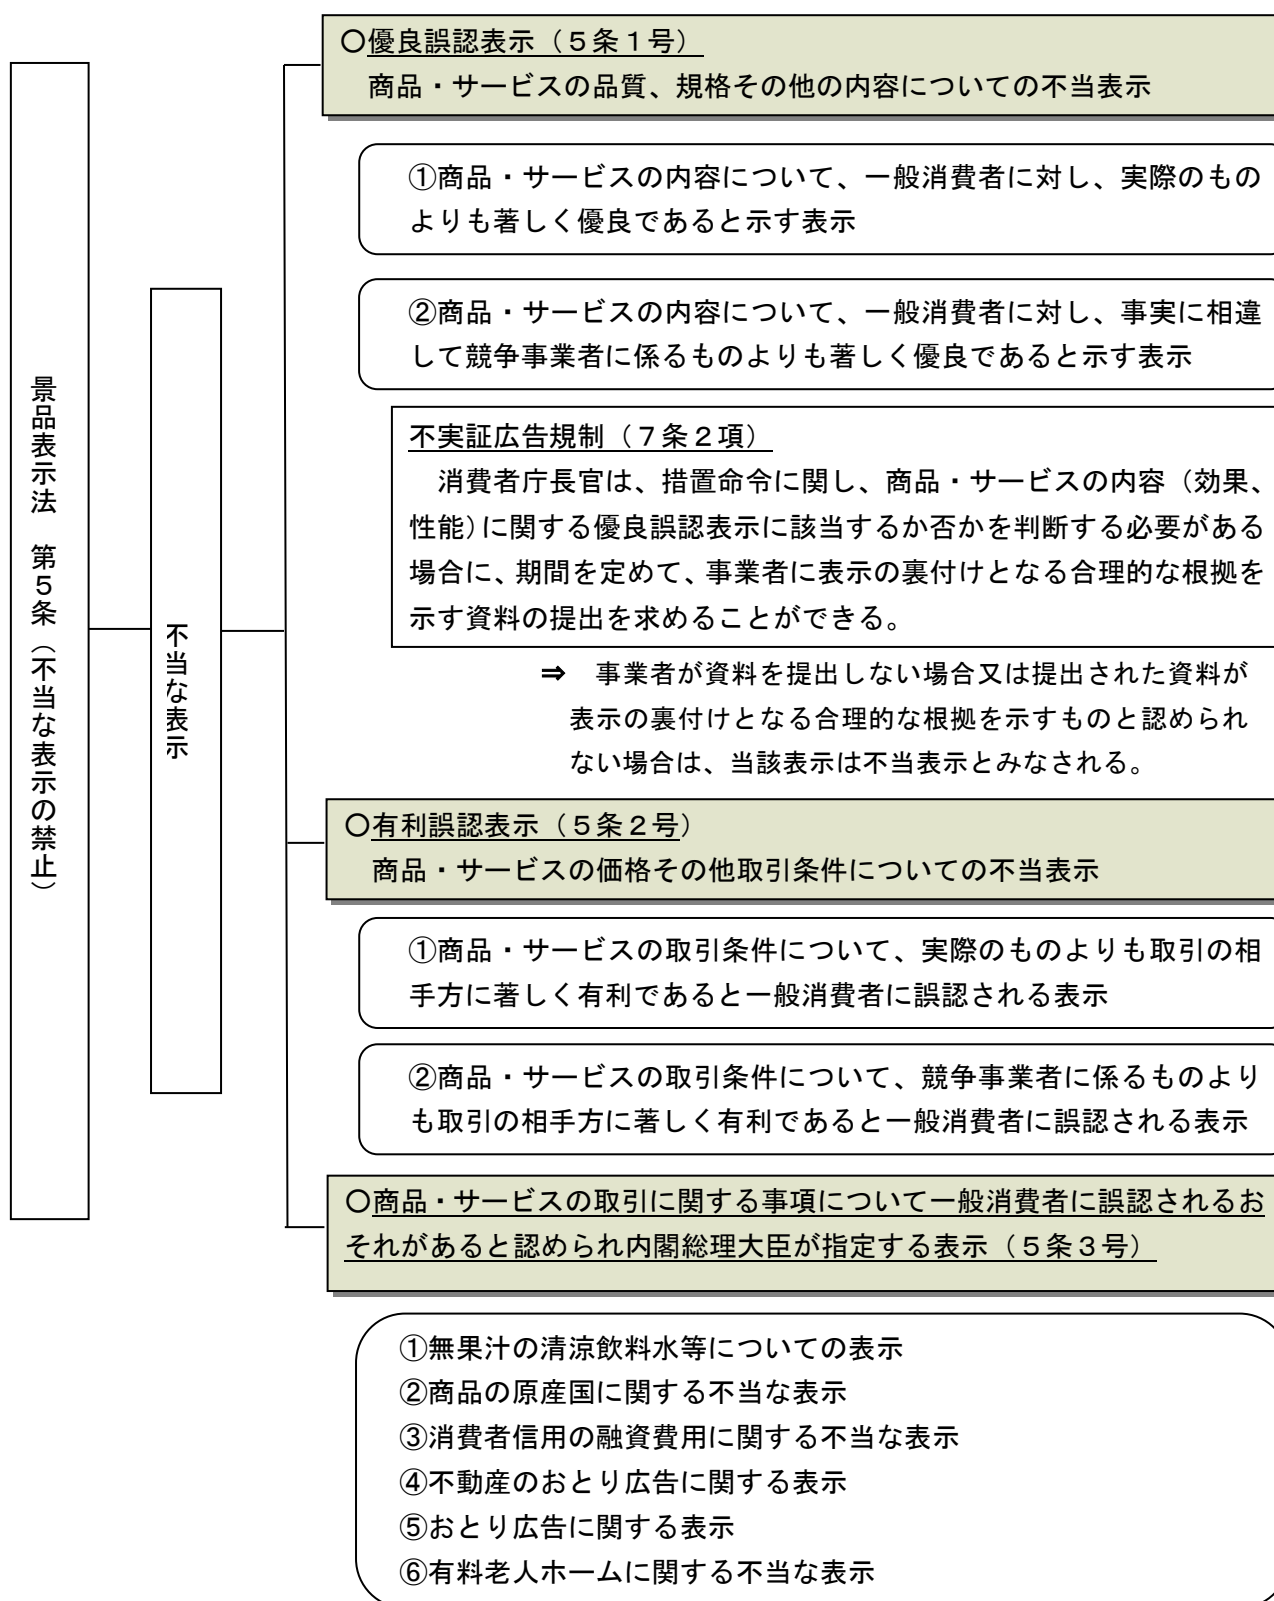 景品表示法　第５条（不当な表示の禁止）
不当な表示
〇優良誤認表示（５条１号）
商品・サービスの品質、規格その他の内容についての不当表示
①商品・サービスの内容について、一般消費者に対し、実際のもの
よりも著しく優良であると示す表示
②商品・サービスの内容について、一般消費者に対し、事実に相違
して競争事業者に係るものよりも著しく優良であると示す表示
不実証広告規制（７条２項）
消費者庁長官は、措置命令に関し、商品・サービスの内容（効果、
性能）に関する優良誤認表示に該当するか否かを判断する必要がある
場合に、期間を定めて、事業者に表示の裏付けとなる合理的な根拠を
示す資料の提出を求めることができる。
⇒　事業者が資料を提出しない場合又は提出された資料が
表示の裏付けとなる合理的な根拠を示すものと認められ
ない場合は、当該表示は不当表示とみなされる。
〇有利誤認表示（５条２号）
商品・サービスの価格その他取引条件についての不当表示
①商品・サービスの取引条件について、実際のものよりも取引の相
手方に著しく有利であると一般消費者に誤認される表示
②商品・サービスの取引条件について、競争事業者に係るものより
も取引の相手方に著しく有利であると一般消費者に誤認される表示
〇商品・サービスの取引に関する事項について一般消費者に誤認されるお
それがあると認められ内閣総理大臣が指定する表示（５条３号）
①無果汁の清涼飲料水等についての表示
②商品の原産国に関する不当な表示
③消費者信用の融資費用に関する不当な表示
④不動産のおとり広告に関する表示
⑤おとり広告に関する表示
⑥有料老人ホームに関する不当な表示